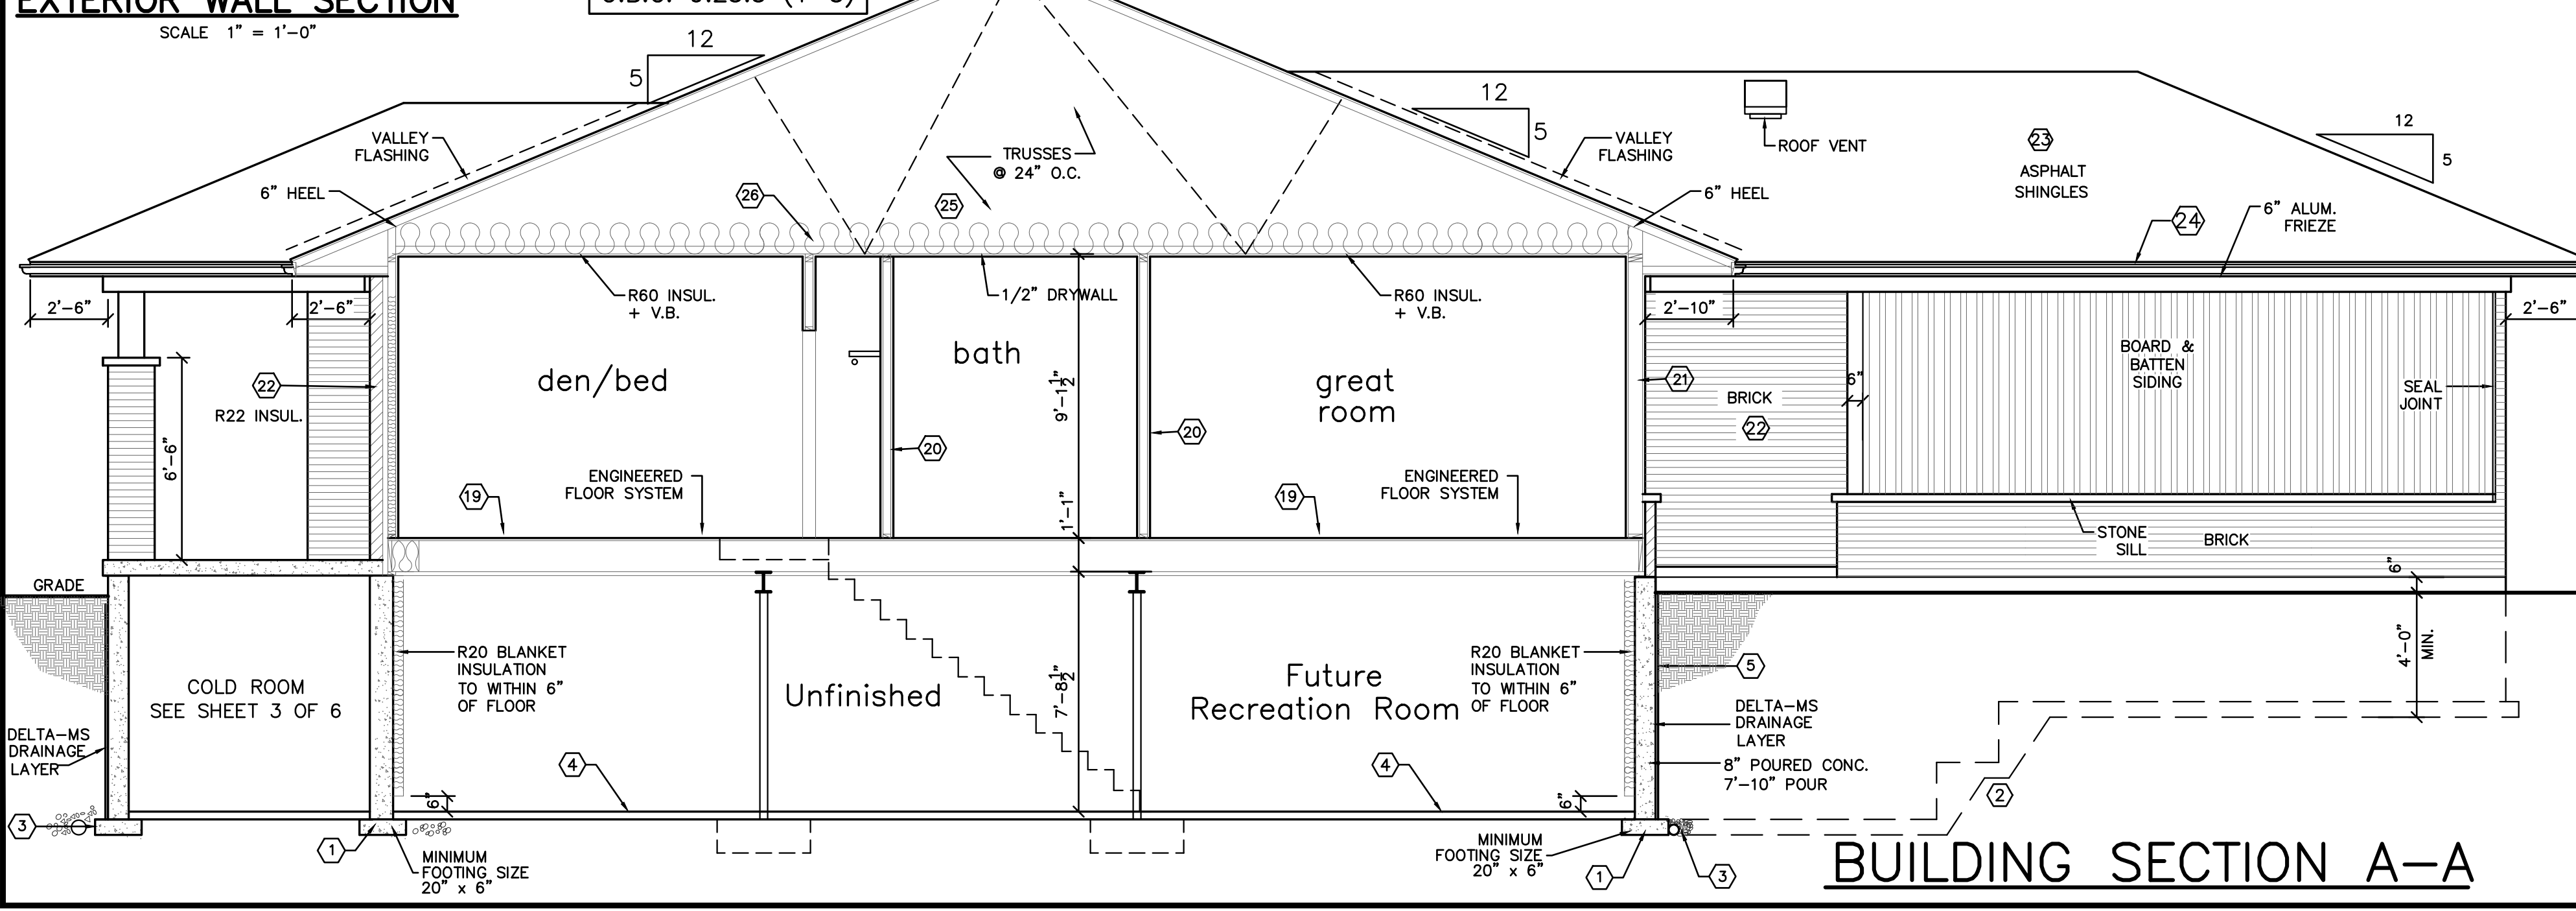 EXTERIOR WALL SECTION
SCALE 1" = 1'-0"
12
5
VALLEY
FLASHING
6" HEEL
26
25
TRUSSES
@ 24" O.C.
12
5
VALLEY
FLASHING
6" HEEL
ROOF VENT
23
ASPHALT
SHINGLES
12
5
24
6" ALUM.
FRIEZE
2'-6"
2'-6"
R60 INSUL.
+ V.B.
1/2" DRYWALL
R60 INSUL.
+ V.B.
2'-10"
2'-6"
22
R22 INSUL.
6'-6"
den/bed
bath
9'-1 1/2"
great
room
21
BRICK
22
6"
BOARD &
BATTEN
SIDING
SEAL
JOINT
20
20
19
ENGINEERED
FLOOR SYSTEM
1'-1"
19
ENGINEERED
FLOOR SYSTEM
STONE
SILL
BRICK
6"
GRADE
COLD ROOM
SEE SHEET 3 OF 6
R20 BLANKET
INSULATION
TO WITHIN 6"
OF FLOOR
Unfinished
7'-8 1/2"
Future
Recreation Room
R20 BLANKET
INSULATION
TO WITHIN 6"
OF FLOOR
5
4'-0"
MIN.
DELTA-MS
DRAINAGE
LAYER
DELTA-MS
DRAINAGE
LAYER
8" POURED CONC.
7'-10" POUR
4
4
6"
6"
2
3
1
MINIMUM
FOOTING SIZE
20" x 6"
MINIMUM
FOOTING SIZE
20" x 6"
1
3
BUILDING SECTION A-A